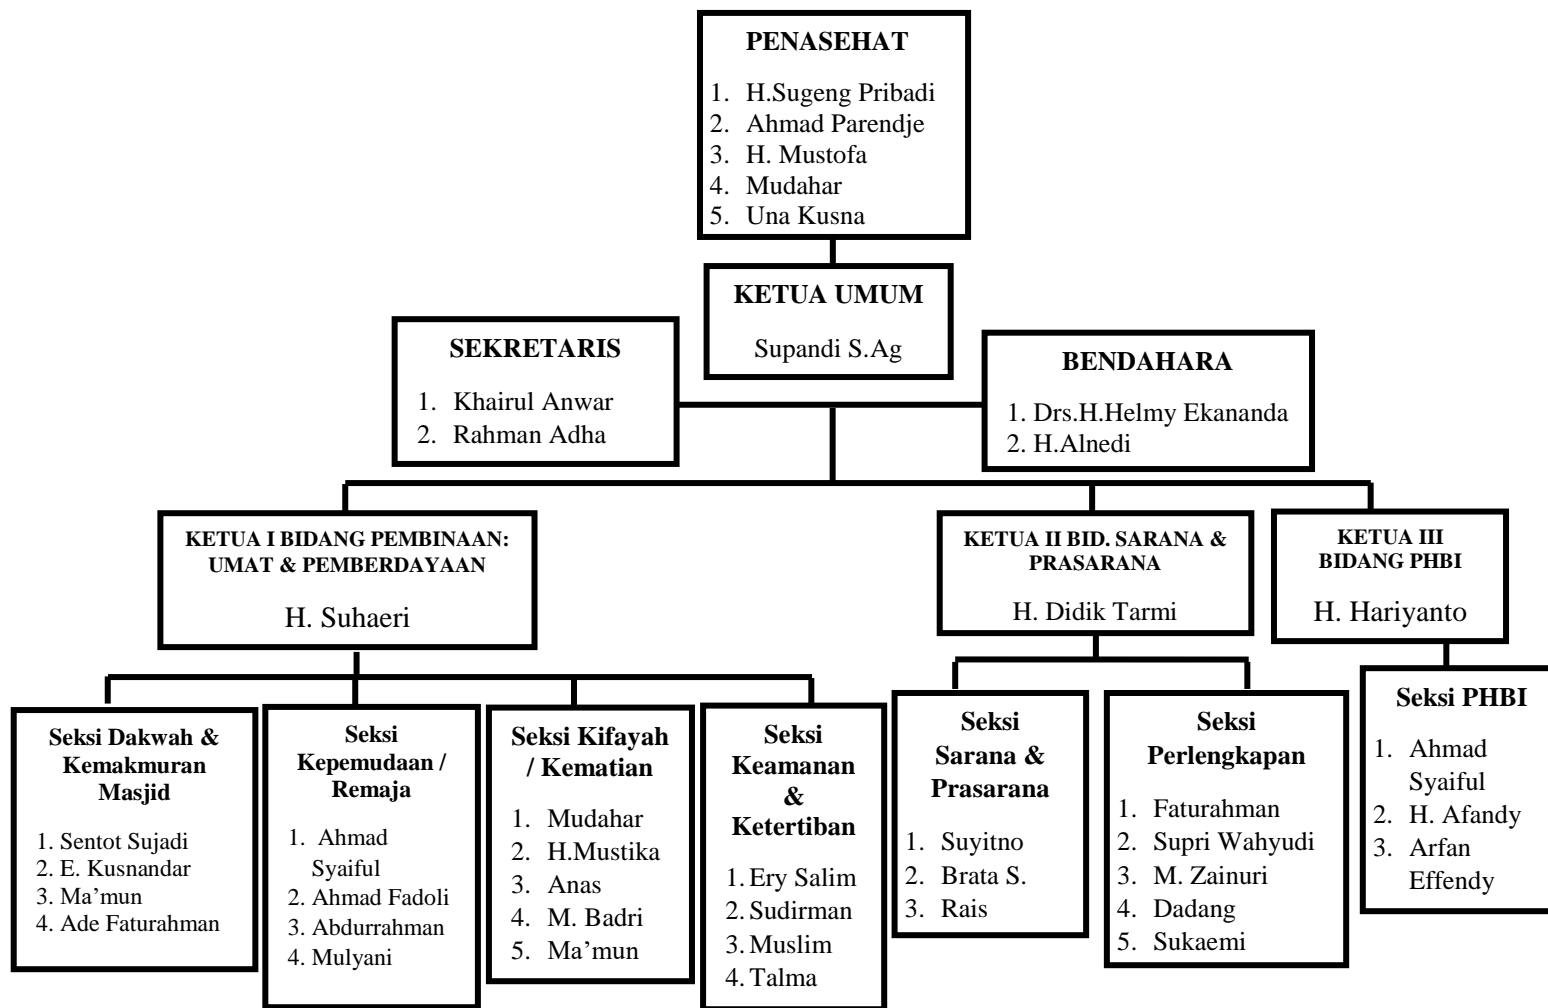 PENASEHAT
1. H.Sugeng Pribadi
2. Ahmad Parendje
3. H. Mustofa
4. Mudahar
5. Una Kusna
KETUA UMUM
Supandi S.Ag
SEKRETARIS
1. Khairul Anwar
2. Rahman Adha
BENDAHARA
1. Drs.H.Helmy Ekananda
2. H.Alnedi
KETUA I BIDANG PEMBINAAN:
UMAT & PEMBERDAYAAN
H. Suhaeri
KETUA II BID. SARANA &
PRASARANA
H. Didik Tarmi
KETUA III
BIDANG PHBI
H. Hariyanto
Seksi Dakwah &
Kemakmuran
Masjid
1. Sentot Sujadi
2. E. Kusnandar
3. Ma’mun
4. Ade Faturahman
Seksi
Kepemudaan /
Remaja
1. Ahmad
Syaiful
2. Ahmad Fadoli
3. Abdurrahman
4. Mulyani
Seksi Kifayah
/ Kematian
1. Mudahar
2. H.Mustika
3. Anas
4. M. Badri
5. Ma’mun
Seksi
Keamanan
&
Ketertiban
1. Ery Salim
2. Sudirman
3. Muslim
4. Talma
Seksi
Sarana &
Prasarana
1. Suyitno
2. Brata S.
3. Rais
Seksi
Perlengkapan
1. Faturahman
2. Supri Wahyudi
3. M. Zainuri
4. Dadang
5. Sukaemi
Seksi PHBI
1. Ahmad
Syaiful
2. H. Afandy
3. Arfan
Effendy